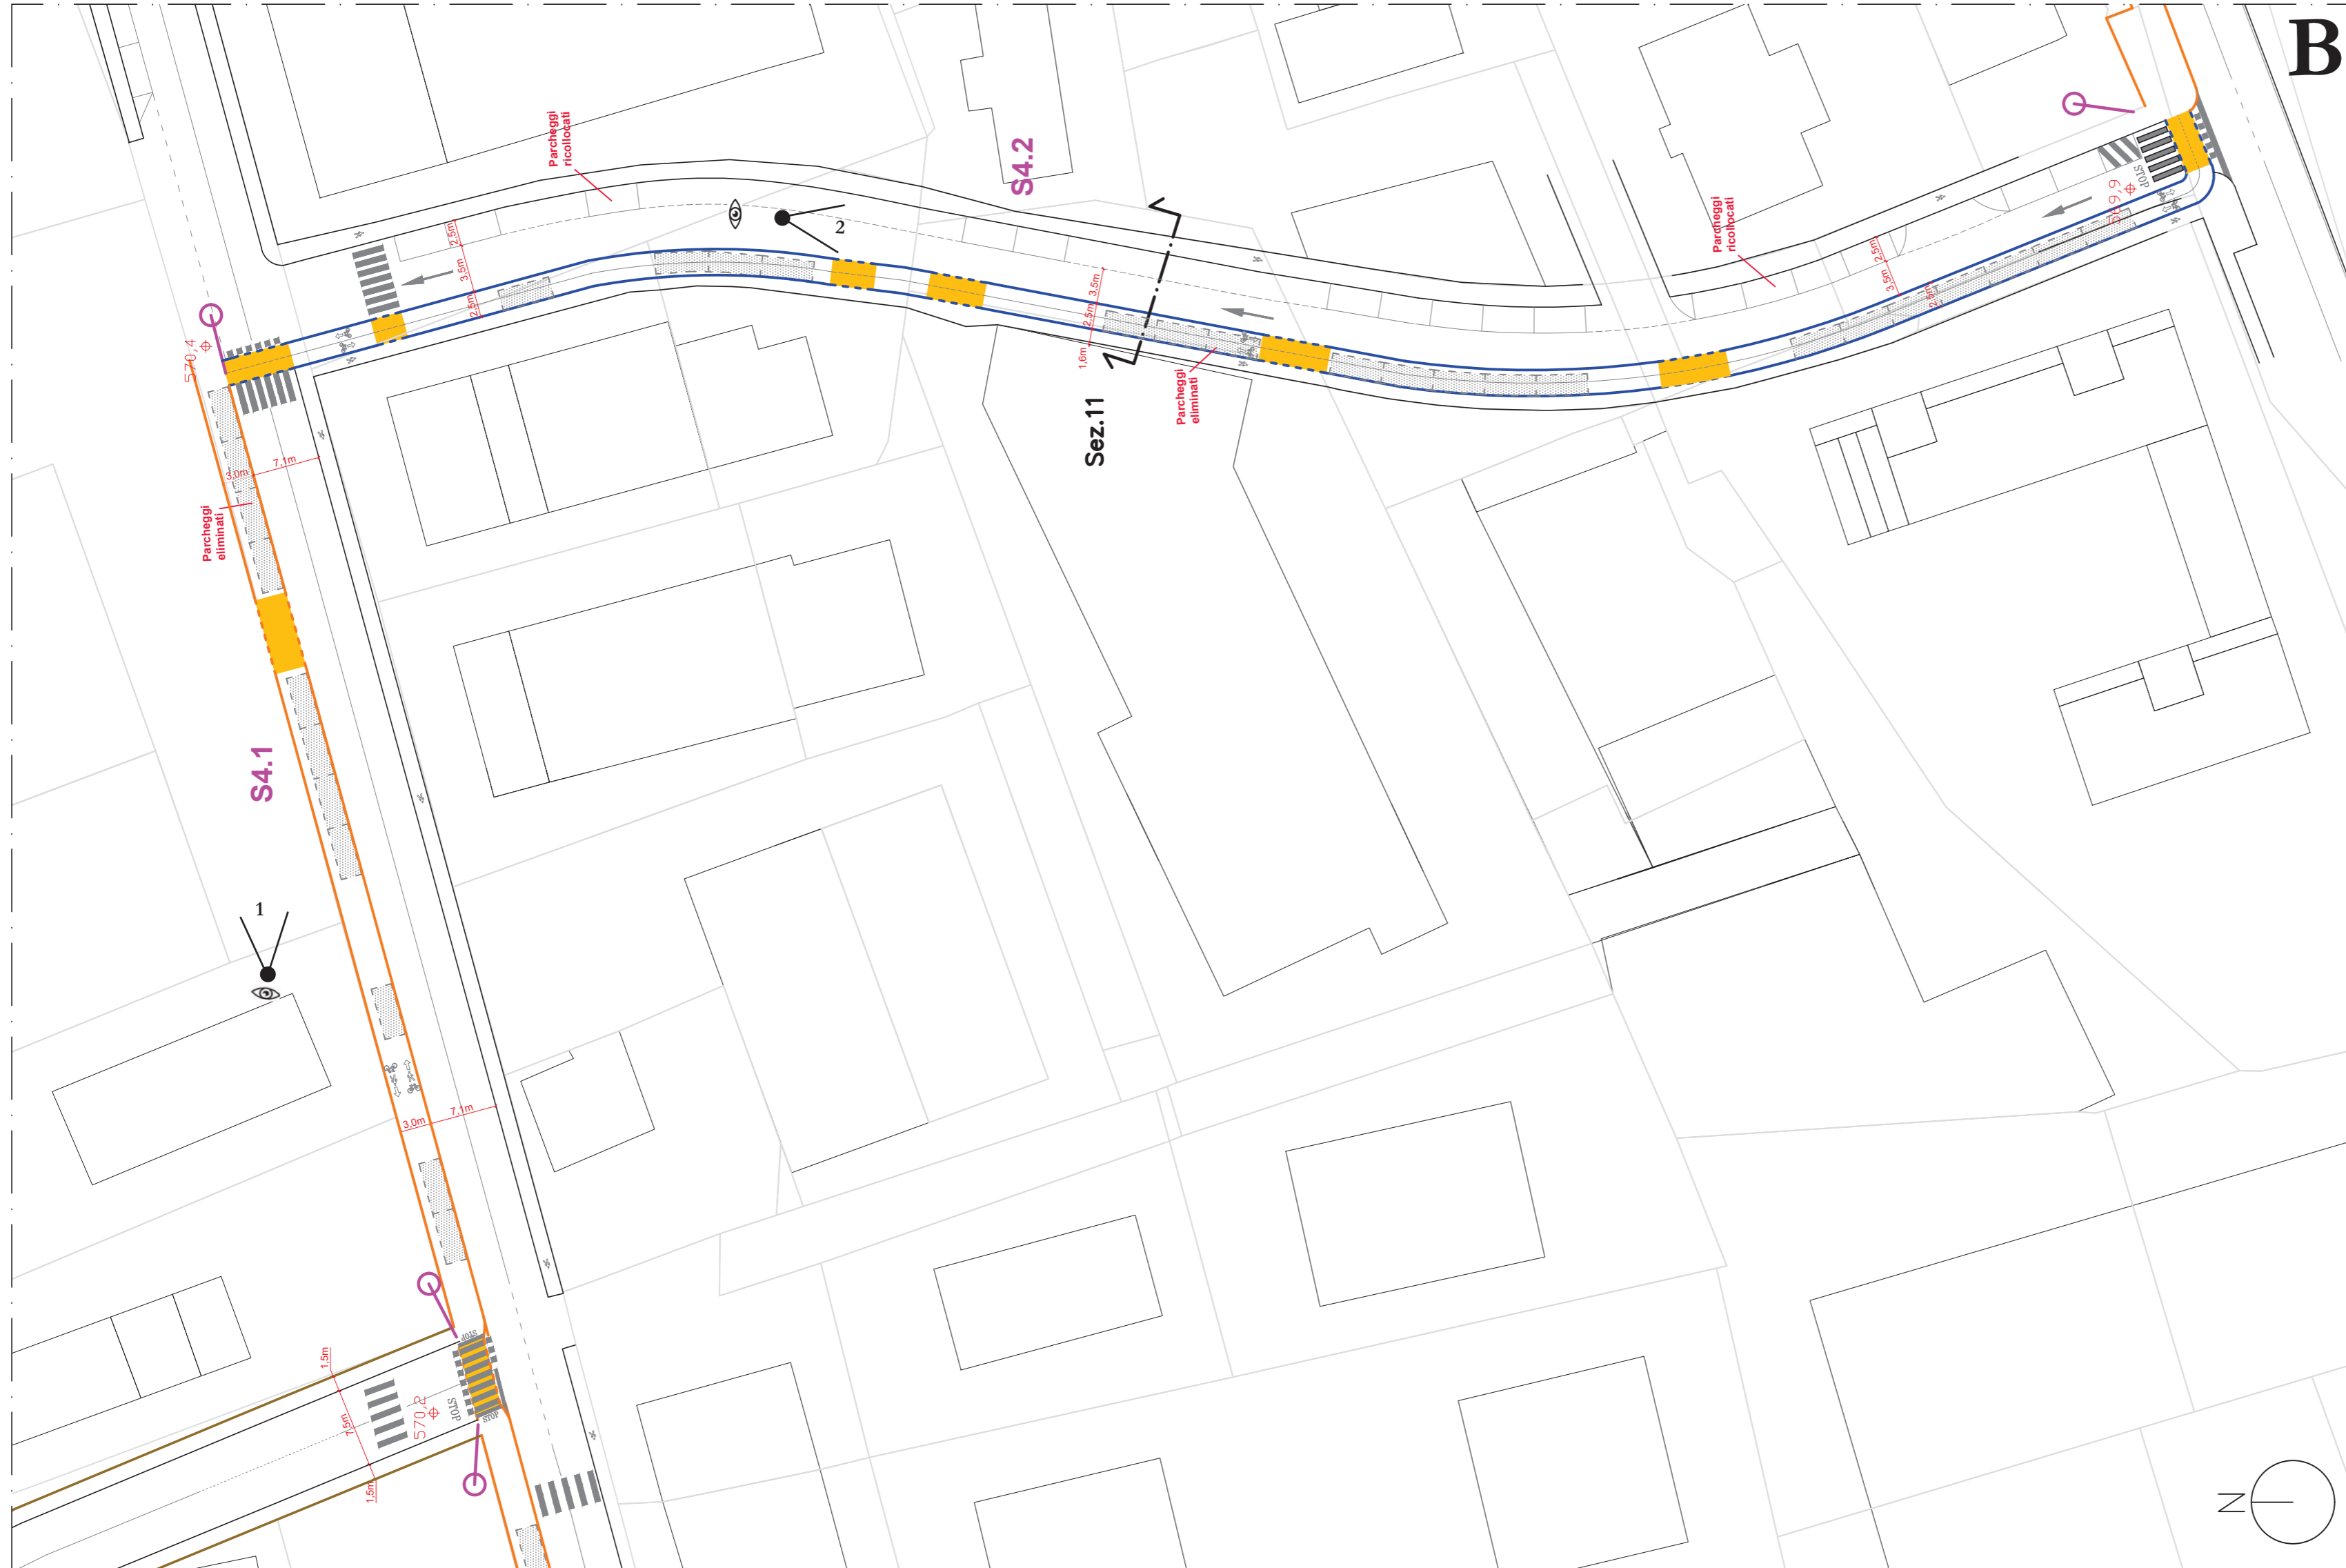 B
Parcheggi
ricollocati
S4.2
2
2,5m
3,5m
2,5m
3,5m
2,5m
1,6m
Parcheggi
ricollocati
2,5m
3,5m
2,5m
STOP
570,4
7,1m
3,0m
Parcheggi
eliminati
Parcheggi
eliminati
Sez.11
S4.1
1
7,1m
3,0m
STOP
1,5m
7,5m
1,5m
570,2
STOP
STOP
N